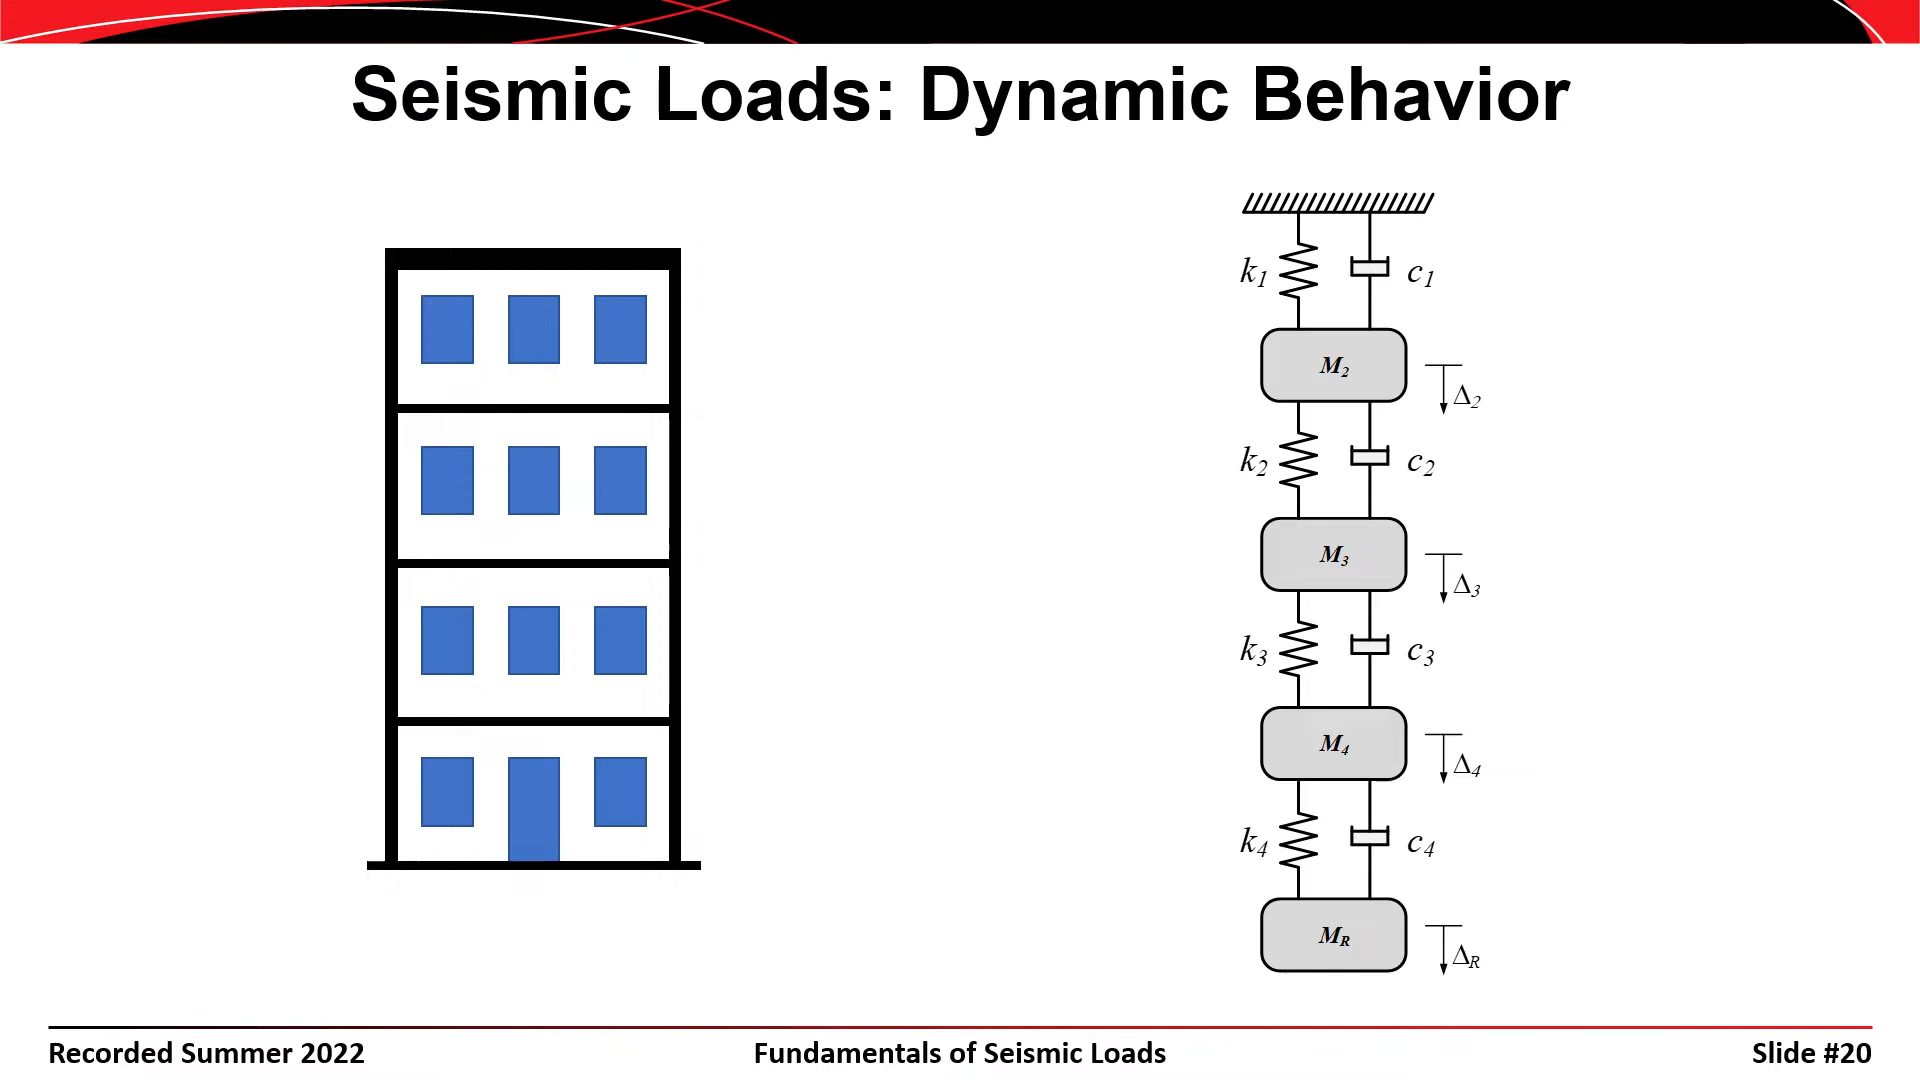 Seismic Loads: Dynamic Behavior
k1 c1
M2
Δ2
k2 c2
M3
Δ3
k3 c3
M4
Δ4
k4 c4
MR
ΔR
Recorded Summer 2022 Fundamentals of Seismic Loads Slide #20